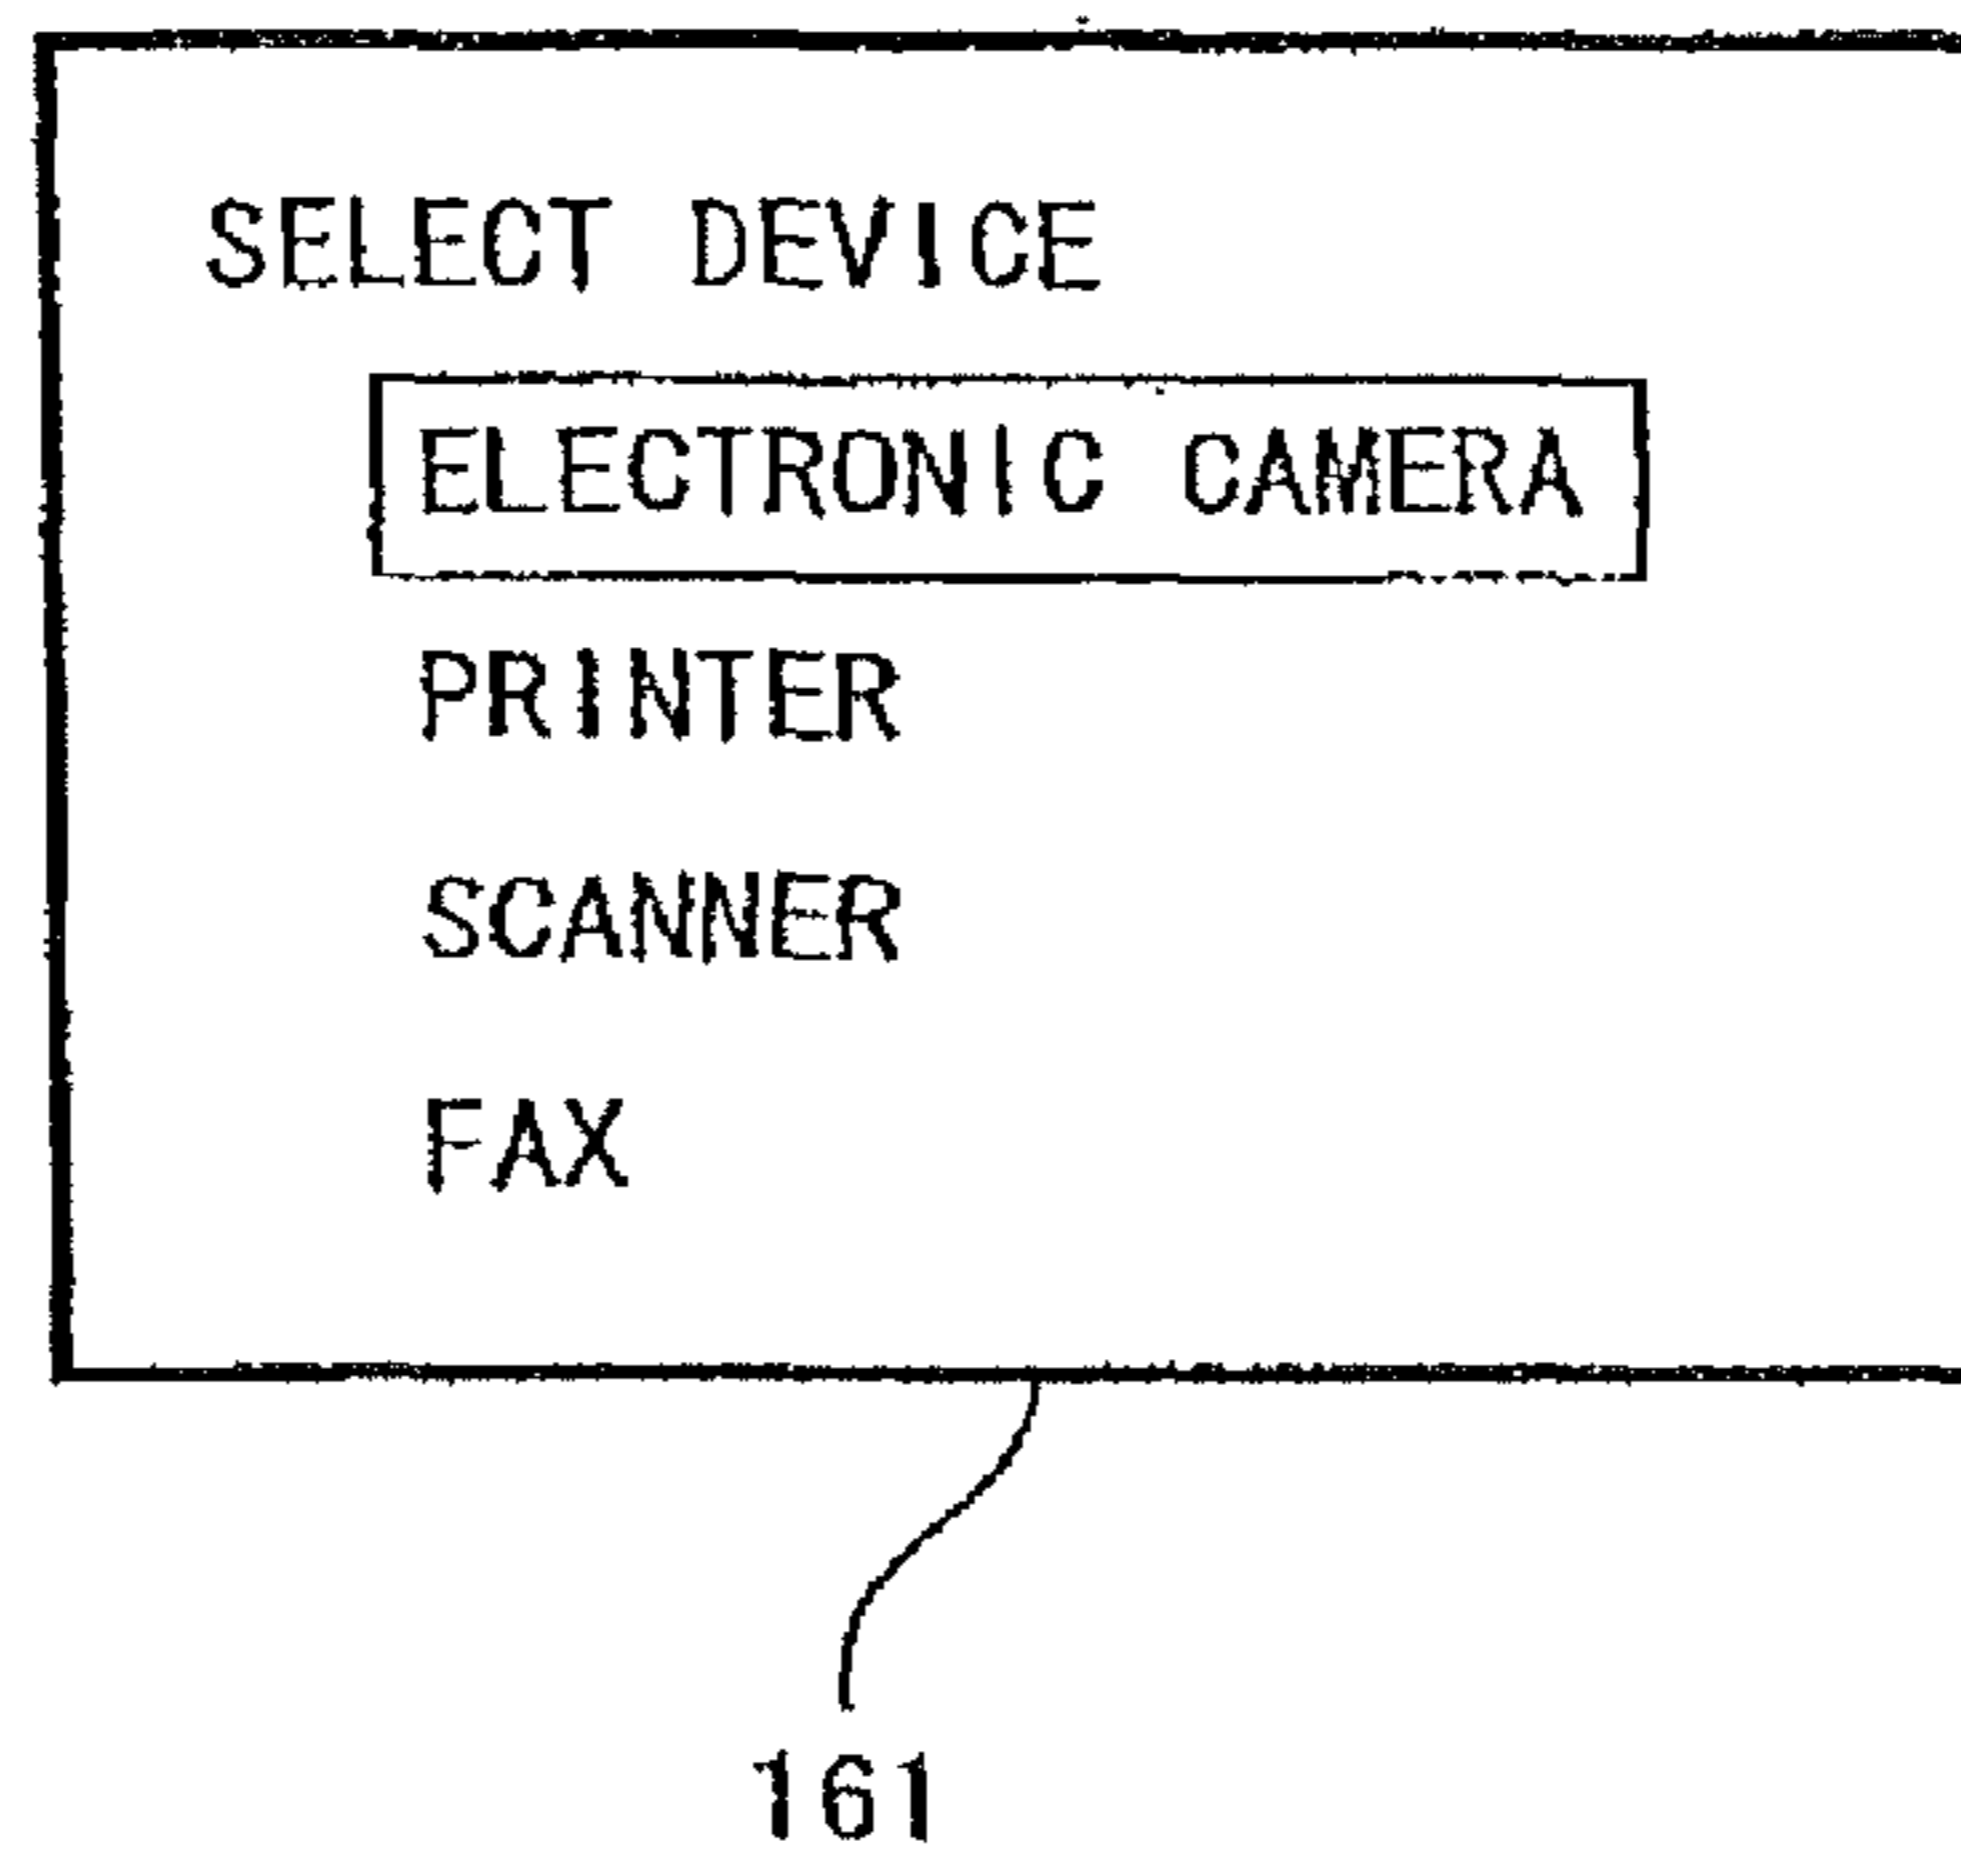 SELECT DEVICE
ELECTRONIC CAMERA
PRINTER
SCANNER
FAX
161